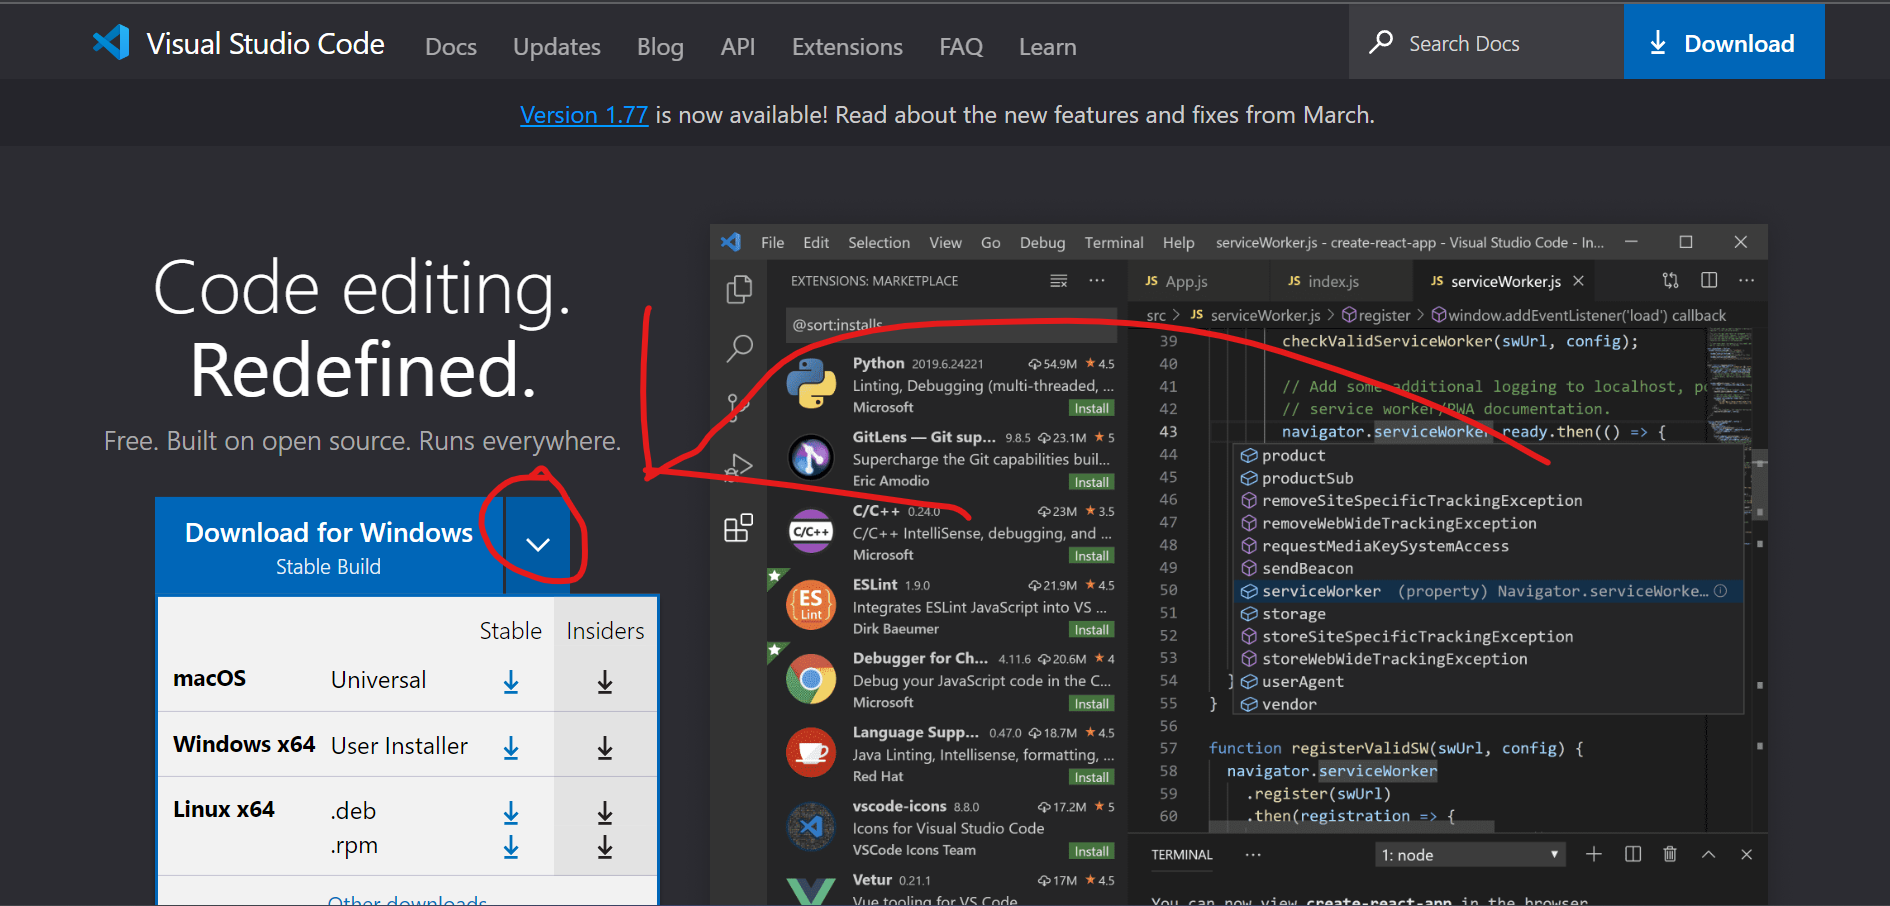 Visual Studio Code Docs Updates Blog API Extensions FAQ Learn Search Docs Download
Version 1.77 is now available! Read about the new features and fixes from March.
Code editing.
Redefined.
Free. Built on open source. Runs everywhere.
Download for Windows
Stable Build
Stable Insiders
macOS Universal
Windows x64 User Installer
Linux x64 .deb
.rpm
Other downloads
File Edit Selection View Go Debug Terminal Help serviceWorker.js - create-react-app - Visual Studio Code - In...
EXTENSIONS: MARKETPLACE
@sort:installs
Python 2019.6.24221 54.9M 4.5
Linting, Debugging (multi-threaded, ...
Microsoft Install
GitLens — Git sup... 9.8.5 23.1M 5
Supercharge the Git capabilities buil...
Eric Amodio Install
C/C++ 0.24.0 23M 3.5
C/C++ C/C++ IntelliSense, debugging, and ...
Microsoft Install
ESLint 1.9.0 21.9M 4.5
ES Lint Integrates ESLint JavaScript into VS ...
Dirk Baeumer Install
Debugger for Ch... 4.11.6 20.6M 4
Debug your JavaScript code in the C...
Microsoft Install
Language Supp... 0.47.0 18.7M 4.5
Java Linting, Intellisense, formatting, ...
Red Hat Install
vscode-icons 8.8.0 17.2M 5
Icons for Visual Studio Code
VSCode Icons Team Install
Vetur 0.21.1 17M 4.5
Vue tooling for VS Code
JS App.js JS index.js JS serviceWorker.js
src > JS serviceWorker.js > register > window.addEventListener('load') callback
39 checkValidServiceWorker(swUrl, config);
40
41 // Add some additional logging to localhost, po
42 // service worker/PWA documentation.
43 navigator.serviceWorker.ready.then(() => {
44 product
45 productSub
46 removeSiteSpecificTrackingException
47 removeWebWideTrackingException
48 requestMediaKeySystemAccess
49 sendBeacon
50 serviceWorker (property) Navigator.serviceWorke...
51 storage
52 storeSiteSpecificTrackingException
53 storeWebWideTrackingException
54 } userAgent
55 } vendor
56
57 function registerValidSW(swUrl, config) {
58 navigator.serviceWorker
59 .register(swUrl)
60 .then(registration => {
TERMINAL ... 1: node
You can now view create-react-app in the browser.